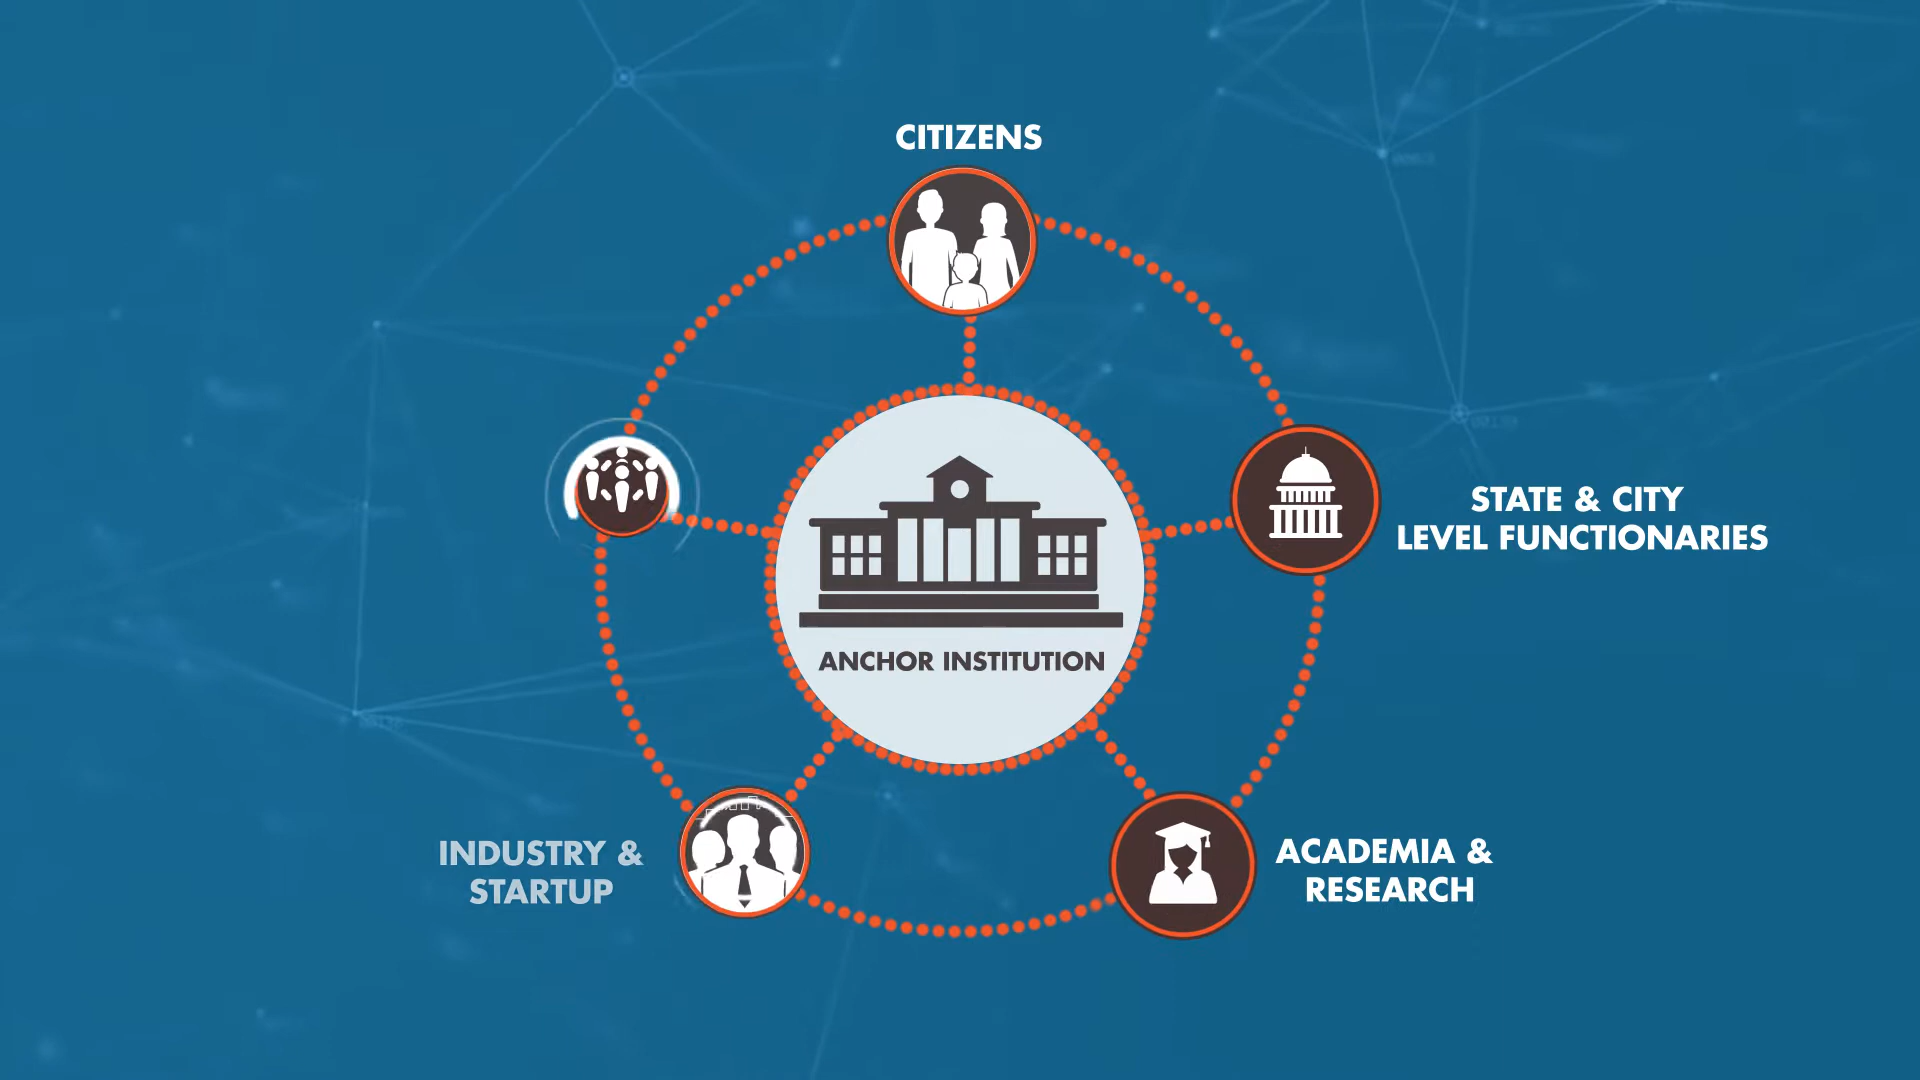 CITIZENS
STATE & CITY
LEVEL FUNCTIONARIES
ANCHOR INSTITUTION
INDUSTRY &
STARTUP
ACADEMIA &
RESEARCH